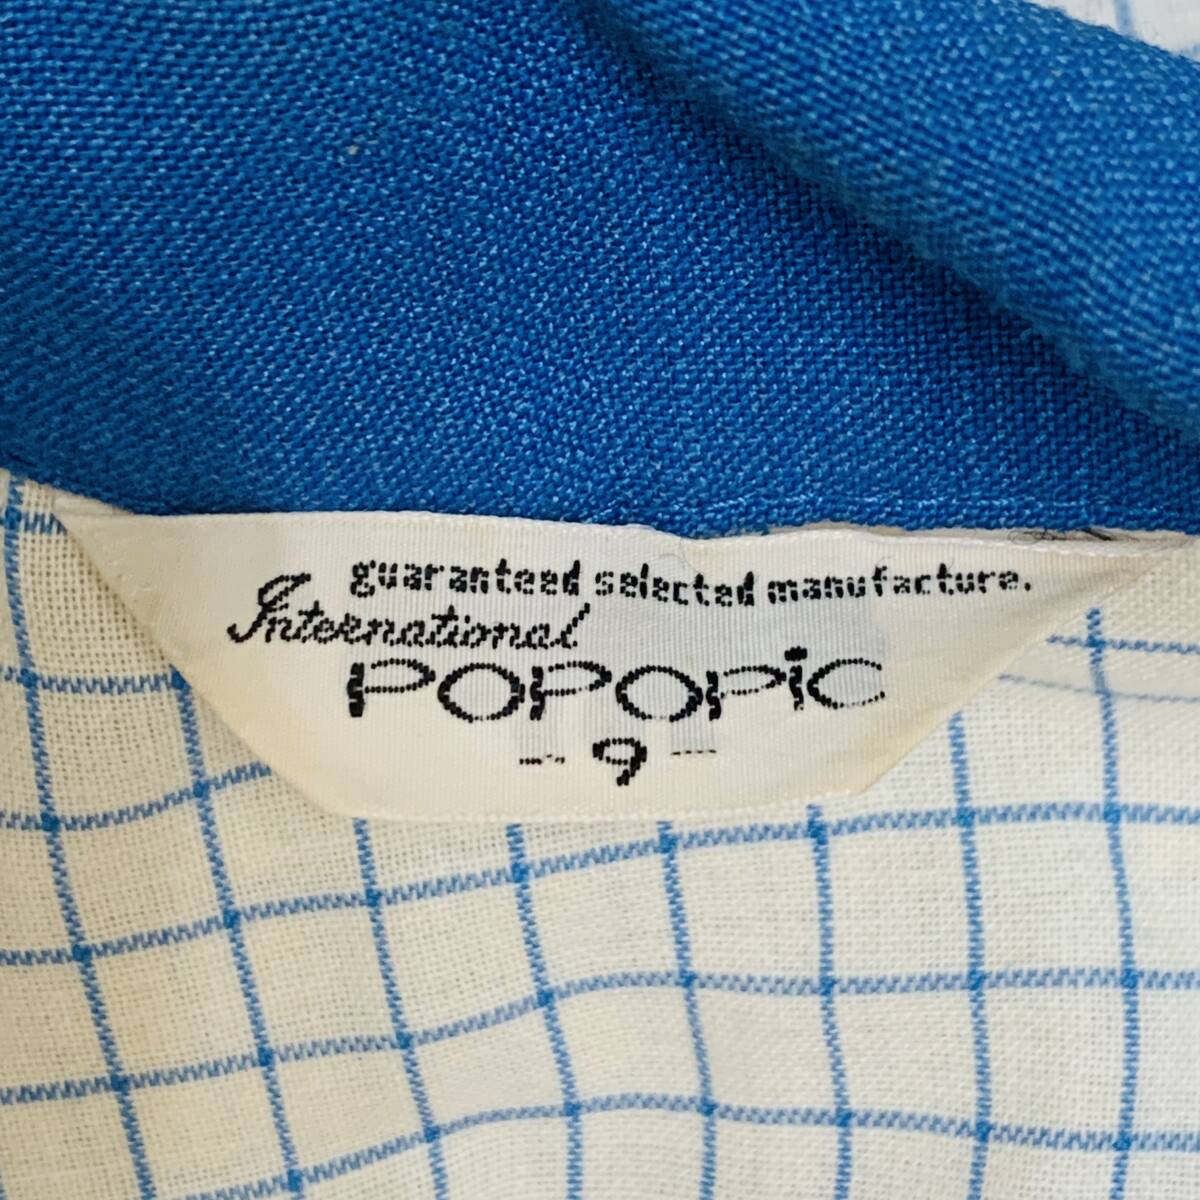 guaranteed selected manufacture.
International
POPOPiC
- 9 -